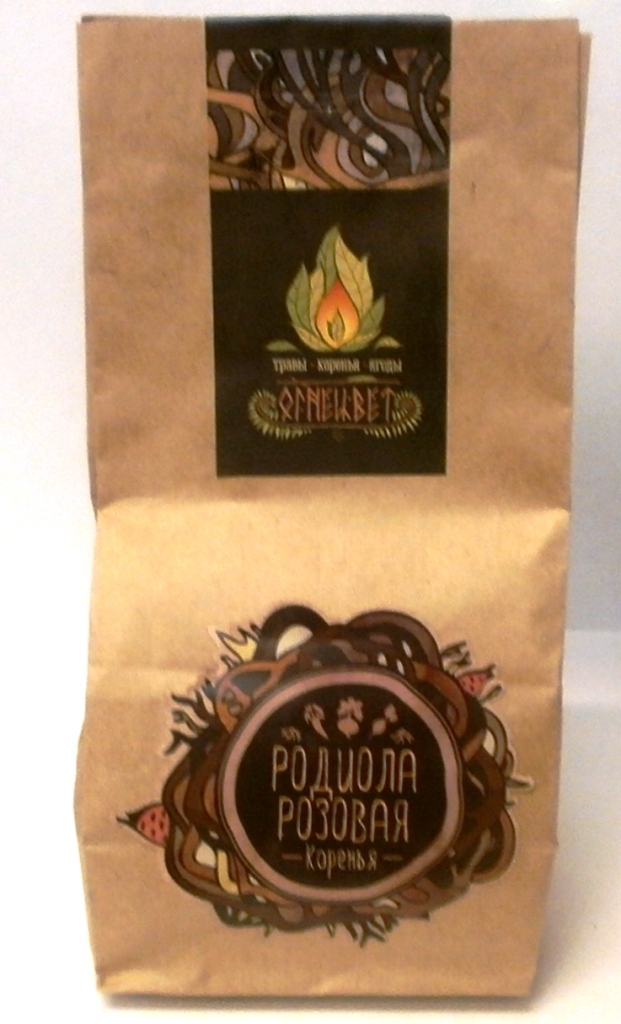 травы · коренья · ягоды
ОГНЕЦВЕТ
РОДИОЛА
РОЗОВАЯ
— Коренья —